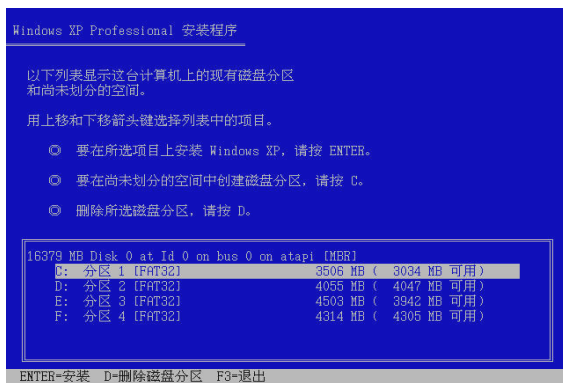 Windows XP Professional 安装程序
以下列表显示这台计算机上的现有磁盘分区
和尚未划分的空间。
用上移和下移箭头键选择列表中的项目。
◎ 要在所选项目上安装 Windows XP, 请按 ENTER。
◎ 要在尚未划分的空间中创建磁盘分区, 请按 C。
◎ 删除所选磁盘分区, 请按 D。
16379 MB Disk 0 at Id 0 on bus 0 on atapi [MBR]
C: 分区 1 [FAT32] 3506 MB ( 3034 MB 可用)
D: 分区 2 [FAT32] 4055 MB ( 4047 MB 可用)
E: 分区 3 [FAT32] 4503 MB ( 3942 MB 可用)
F: 分区 4 [FAT32] 4314 MB ( 4305 MB 可用)
ENTER=安装 D=删除磁盘分区 F3=退出